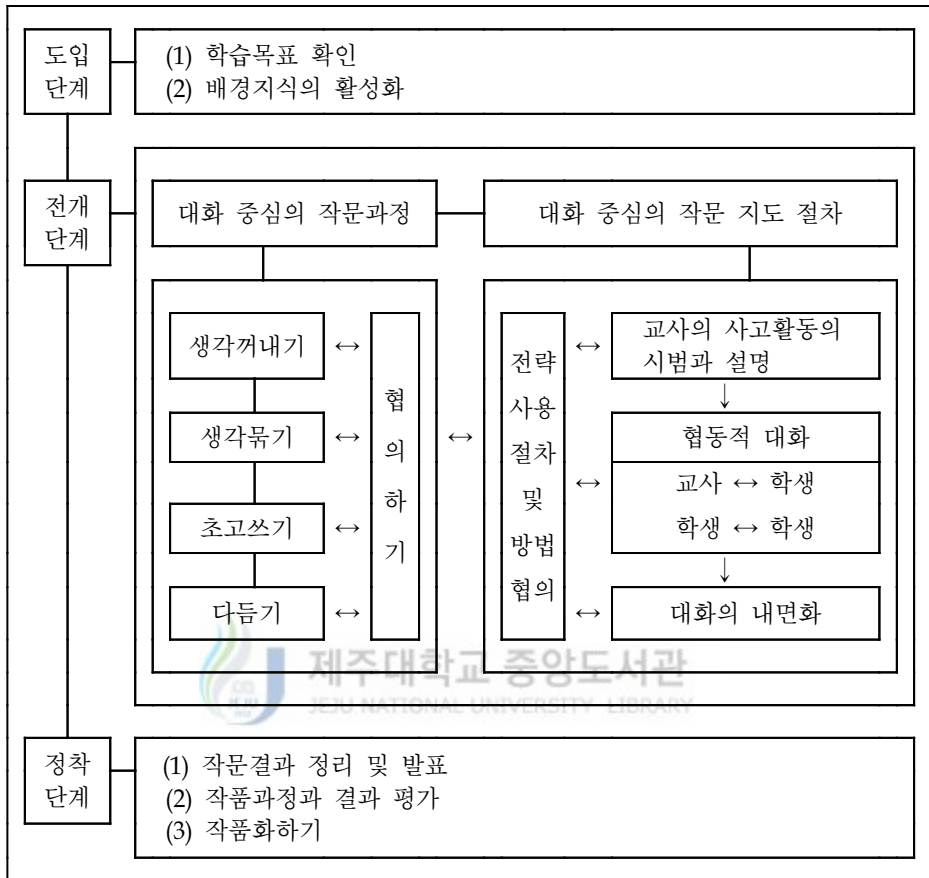 도입
단계
(1) 학습목표 확인
(2) 배경지식의 활성화
전개
단계
대화 중심의 작문과정
대화 중심의 작문 지도 절차
생각꺼내기 ↔
생각묶기 ↔
초고쓰기 ↔
다듬기 ↔
협
의
하
기
↔
전략
사용
절차
및
방법
협의
↔ 교사의 사고활동의
시범과 설명
↓
협동적 대화
↔ 교사 ↔ 학생
학생 ↔ 학생
↓
↔ 대화의 내면화
제주대학교 중앙도서관
JEJU NATIONAL UNIVERSITY LIBRARY
정착
단계
(1) 작문결과 정리 및 발표
(2) 작품과정과 결과 평가
(3) 작품화하기